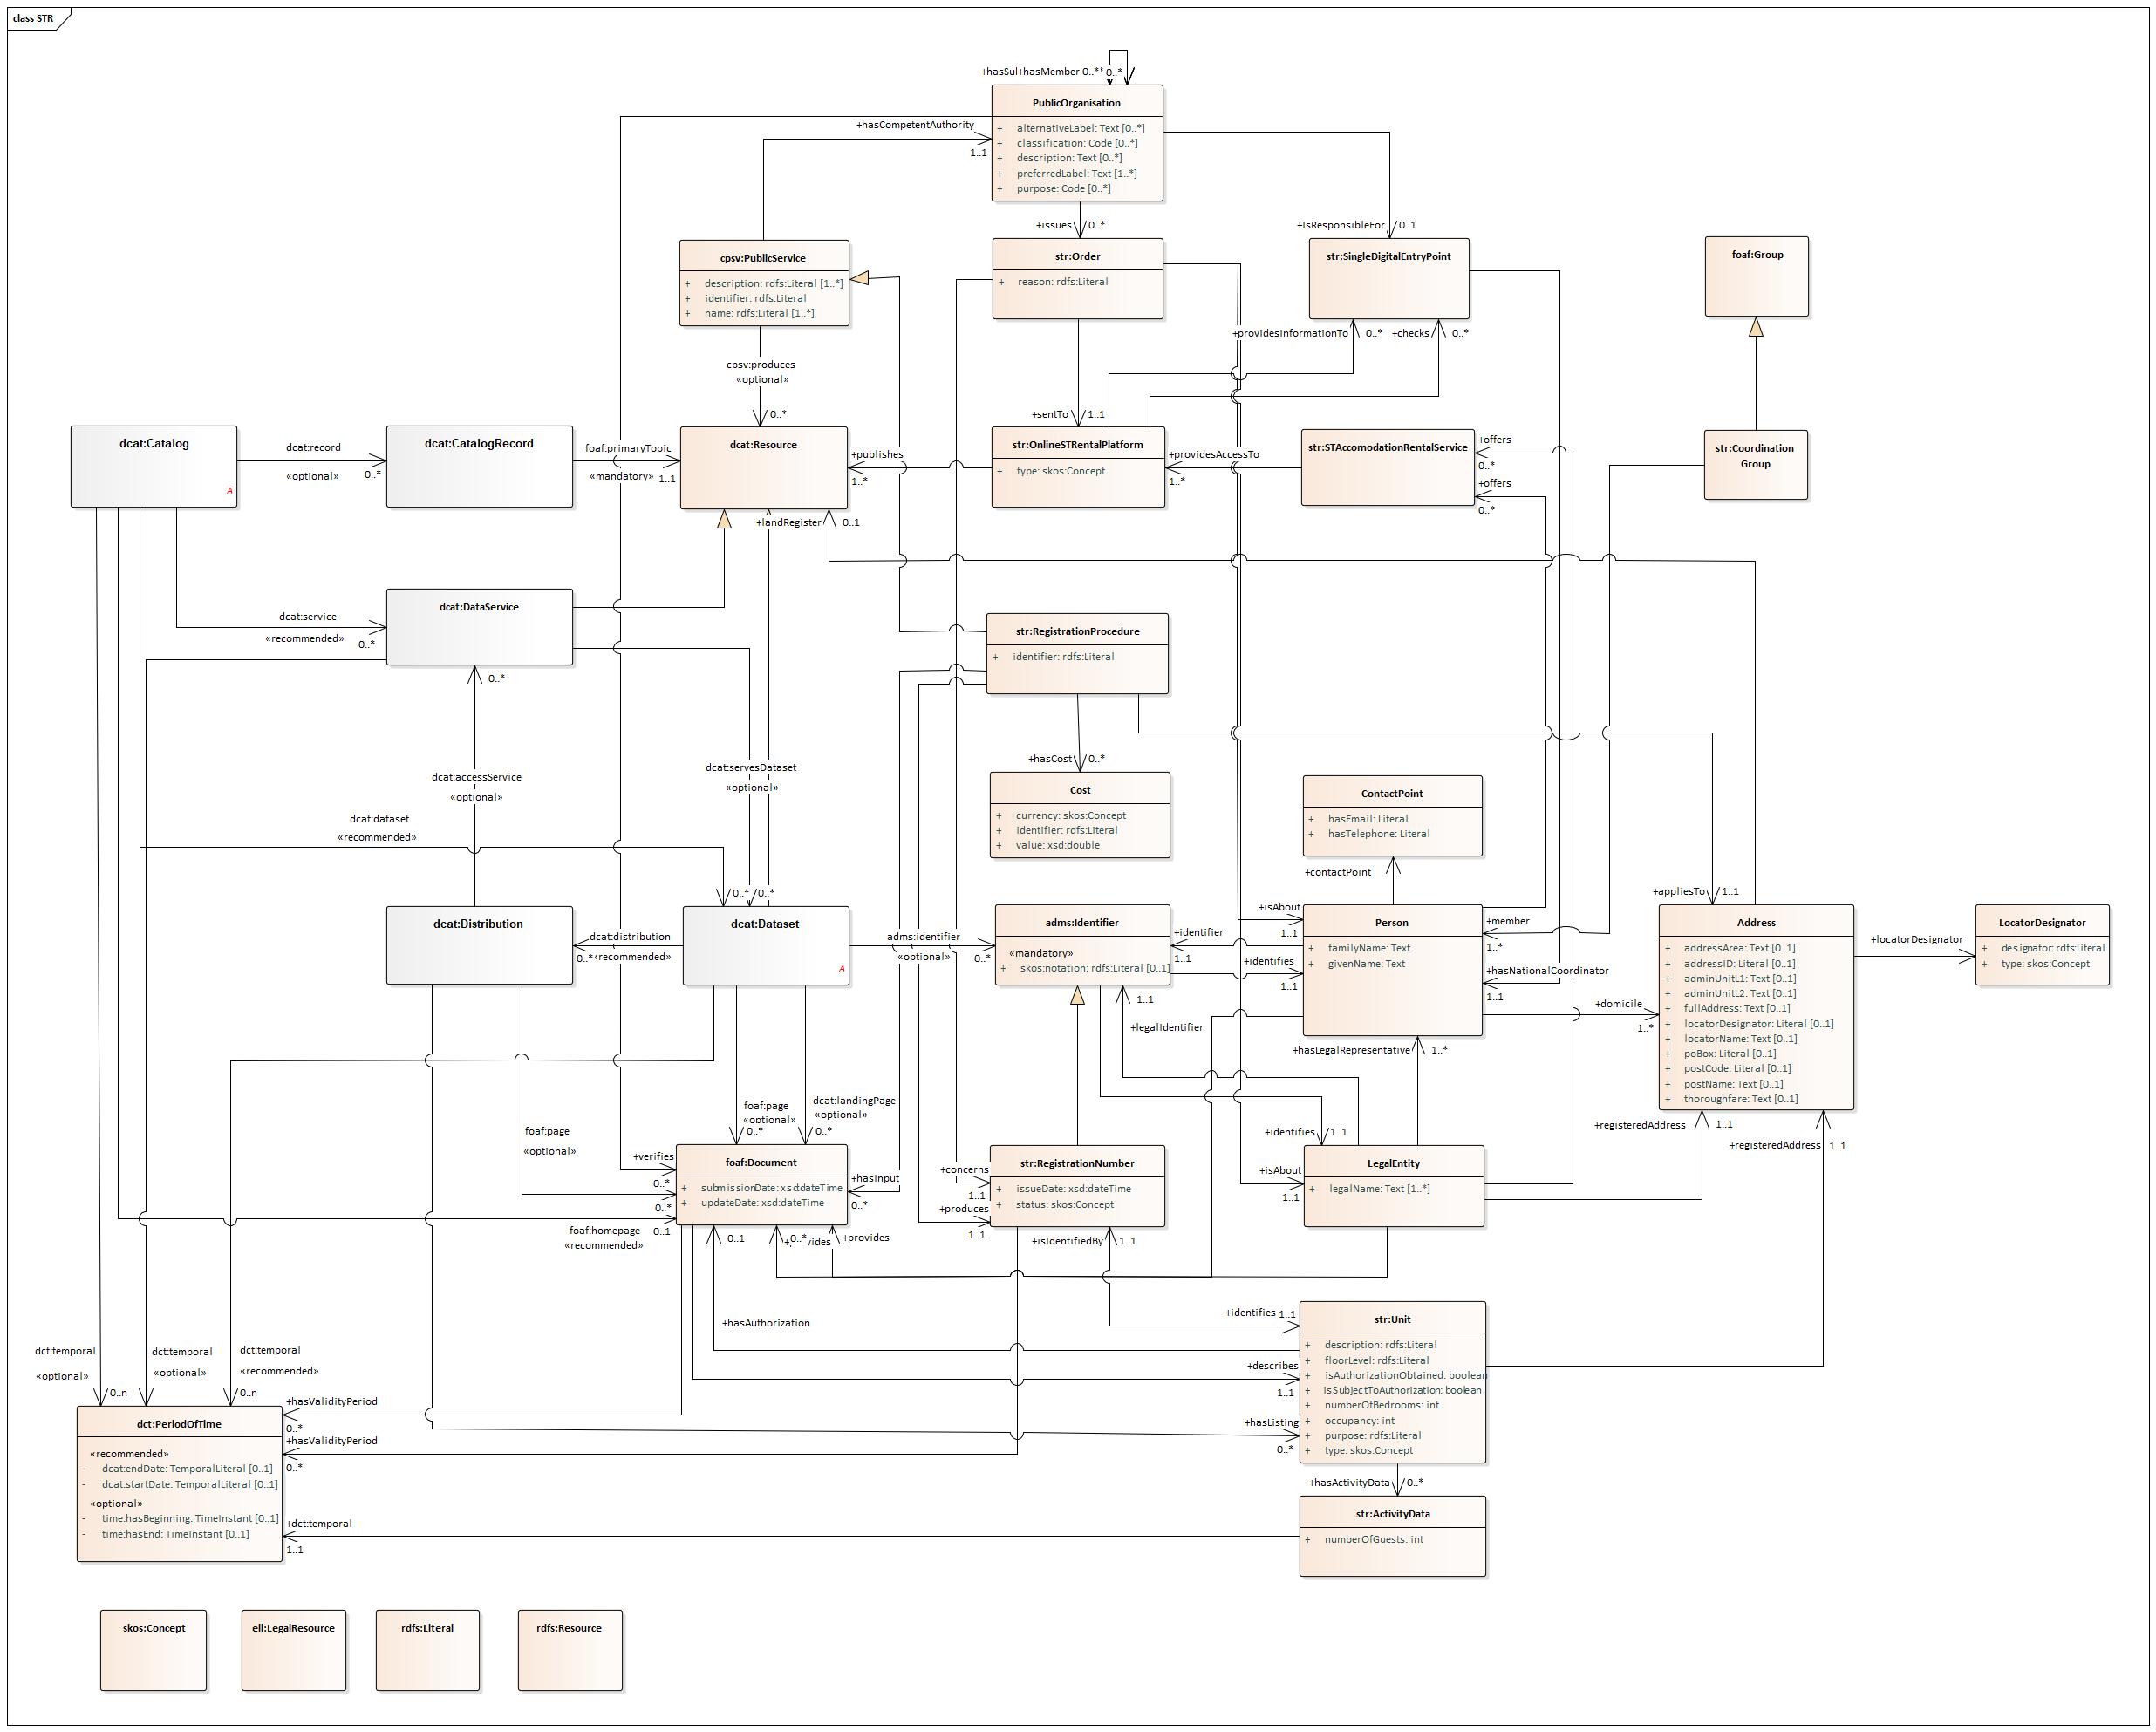 class STR
+hasSul+hasMember 0..** 0..*
PublicOrganisation
+ alternativeLabel: Text [0..*]
+ classification: Code [0..*]
+ description: Text [0..*]
+ preferredLabel: Text [1..*]
+ purpose: Code [0..*]
+hasCompetentAuthority
1..1
+issues 0..*
+IsResponsibleFor 0..1
cpsv:PublicService
+ description: rdfs:Literal [1..*]
+ identifier: rdfs:Literal
+ name: rdfs:Literal [1..*]
str:Order
+ reason: rdfs:Literal
str:SingleDigitalEntryPoint
foaf:Group
+providesInformationTo 0..*
+checks 0..*
cpsv:produces
«optional»
0..*
+sentTo 1..1
dcat:Catalog
A
dcat:record
«optional»
0..*
dcat:CatalogRecord
foaf:primaryTopic
«mandatory» 1..1
dcat:Resource
+publishes
1..*
str:OnlineSTRentalPlatform
+ type: skos:Concept
+providesAccessTo
1..*
str:STAccomodationRentalService
+offers
0..*
+offers
0..*
str:Coordination
Group
+landRegister 0..1
dcat:service
«recommended»
0..*
dcat:DataService
0..*
str:RegistrationProcedure
+ identifier: rdfs:Literal
+hasCost 0..*
dcat:accessService
«optional»
dcat:servesDataset
«optional»
dcat:dataset
«recommended»
0..* 0..*
Cost
+ currency: skos:Concept
+ identifier: rdfs:Literal
+ value: xsd:double
ContactPoint
+ hasEmail: Literal
+ hasTelephone: Literal
+contactPoint
+appliesTo 1..1
dcat:Distribution
dcat:distribution
0..* «recommended»
dcat:Dataset
A
adms:identifier
«optional» 0..*
adms:Identifier
«mandatory»
+ skos:notation: rdfs:Literal [0..1]
+isAbout
1..1
+identifier
1..1
+identifies
1..1
Person
+ familyName: Text
+ givenName: Text
+member
1..*
+hasNationalCoordinator
1..1
+domicile
1..*
Address
+ addressArea: Text [0..1]
+ addressID: Literal [0..1]
+ adminUnitL1: Text [0..1]
+ adminUnitL2: Text [0..1]
+ fullAddress: Text [0..1]
+ locatorDesignator: Literal [0..1]
+ locatorName: Text [0..1]
+ poBox: Literal [0..1]
+ postCode: Literal [0..1]
+ postName: Text [0..1]
+ thoroughfare: Text [0..1]
+locatorDesignator
LocatorDesignator
+ designator: rdfs:Literal
+ type: skos:Concept
1..1
+legalIdentifier
+hasLegalRepresentative 1..*
foaf:page
«optional»
0..*
dcat:landingPage
«optional»
0..*
foaf:page
«optional»
+identifies 1..1
+registeredAddress 1..1
+registeredAddress 1..1
+verifies
0..*
0..*
foaf:Document
+ submissionDate: xsd:dateTime
+ updateDate: xsd:dateTime
+hasInput
0..*
+concerns
1..1
+produces
1..1
str:RegistrationNumber
+ issueDate: xsd:dateTime
+ status: skos:Concept
+isAbout
1..1
LegalEntity
+ legalName: Text [1..*]
foaf:homepage
«recommended»
0..1
0..1
0..*
+provides
+isIdentifiedBy 1..1
+hasAuthorization
+identifies 1..1
+describes
1..1
+hasListing
0..*
str:Unit
+ description: rdfs:Literal
+ floorLevel: rdfs:Literal
+ isAuthorizationObtained: boolean
+ isSubjectToAuthorization: boolean
+ numberOfBedrooms: int
+ occupancy: int
+ purpose: rdfs:Literal
+ type: skos:Concept
dct:temporal
«optional»
0..n
dct:temporal
«optional»
dct:temporal
«recommended»
0..n
dct:PeriodOfTime
«recommended»
- dcat:endDate: TemporalLiteral [0..1]
- dcat:startDate: TemporalLiteral [0..1]
«optional»
- time:hasBeginning: TimeInstant [0..1]
- time:hasEnd: TimeInstant [0..1]
+hasValidityPeriod
0..*
+hasValidityPeriod
0..*
+dct:temporal
1..1
+hasActivityData 0..*
str:ActivityData
+ numberOfGuests: int
skos:Concept
eli:LegalResource
rdfs:Literal
rdfs:Resource